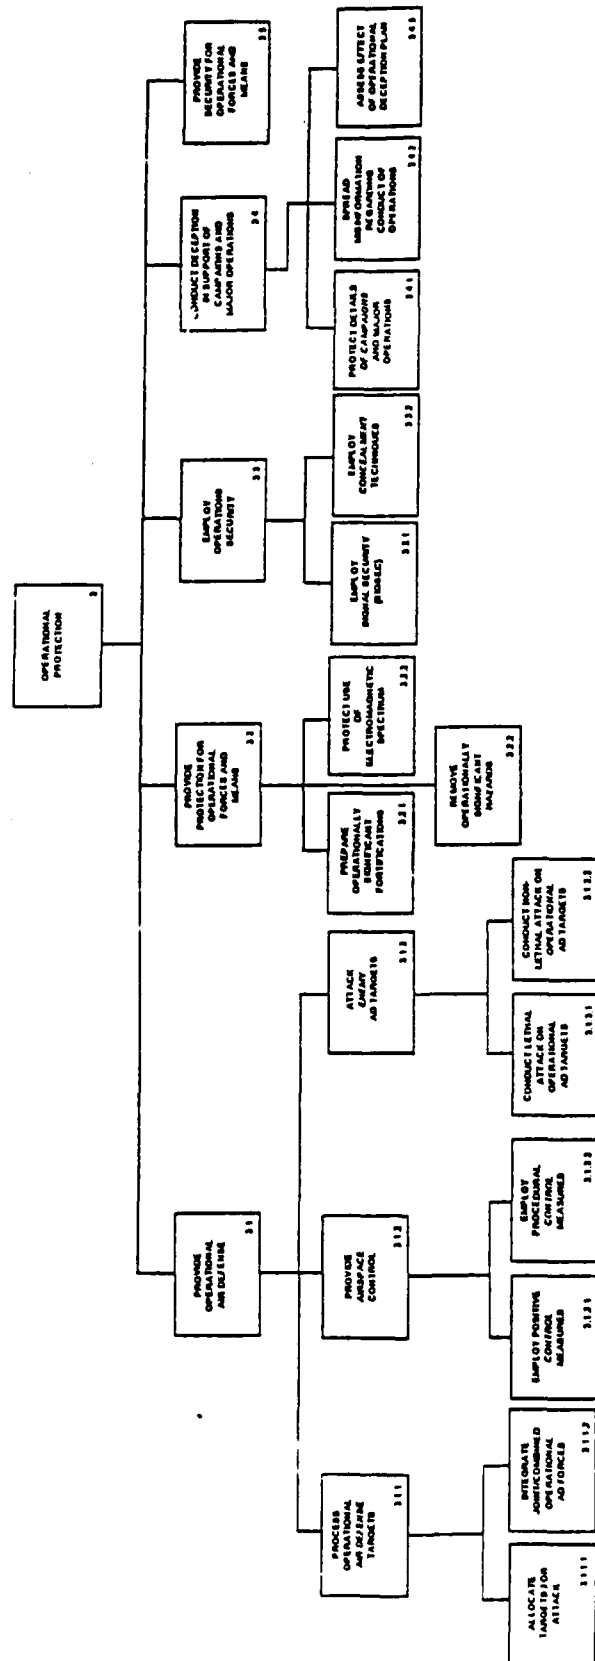 OPERATIONAL
PROTECTION
3
PROVIDE
OPERATIONAL
AIR DEFENSE
3.1
PROVIDE
PROTECTION FOR
OPERATIONAL
FORCES AND
MEANS
3.2
EMPLOY
OPERATIONS
SECURITY
3.3
CONDUCT DECEPTION
IN SUPPORT OF
CAMPAIGNS AND
MAJOR OPERATIONS
3.4
PROVIDE
SECURITY FOR
OPERATIONAL
FORCES AND
MEANS
3.5
PROCESS
OPERATIONAL
AIR DEFENSE
TARGETS
3.1.1
PROVIDE
AIRSPACE
CONTROL
3.1.2
ATTACK
ENEMY
AD TARGETS
3.1.3
PREPARE
OPERATIONALLY
SIGNIFICANT
FORTIFICATIONS
3.2.1
PROTECT USE
OF
ELECTROMAGNETIC
SPECTRUM
EMPLOY
SIGNAL SECURITY
(SIGSEC)
3.3.1
EMPLOY
CONCEALMENT
TECHNIQUES
3.3.2
PROTECT DETAILS
OF CAMPAIGNS
AND MAJOR
OPERATIONS
3.4.1
SPREAD
MISINFORMATION
REGARDING
CONDUCT OF
OPERATIONS
3.4.2
ASSESS EFFECT
OF OPERATIONAL
DECEPTION PLAN
3.4.3
REMOVE
OPERATIONALLY
SIGNIFICANT
HAZARDS
ALLOCATE
TARGETS FOR
ATTACK
3.1.1.1
INTEGRATE
JOINT/COMBINED
OPERATIONAL
AD FORCES
3.1.1.2
EMPLOY POSITIVE
CONTROL
MEASURES
3.1.2.1
EMPLOY
PROCEDURAL
CONTROL
MEASURES
3.1.2.2
CONDUCT LETHAL
ATTACK ON
OPERATIONAL
AD TARGETS
3.1.3.1
CONDUCT NON-
LETHAL ATTACK ON
OPERATIONAL
AD TARGETS
3.1.3.2